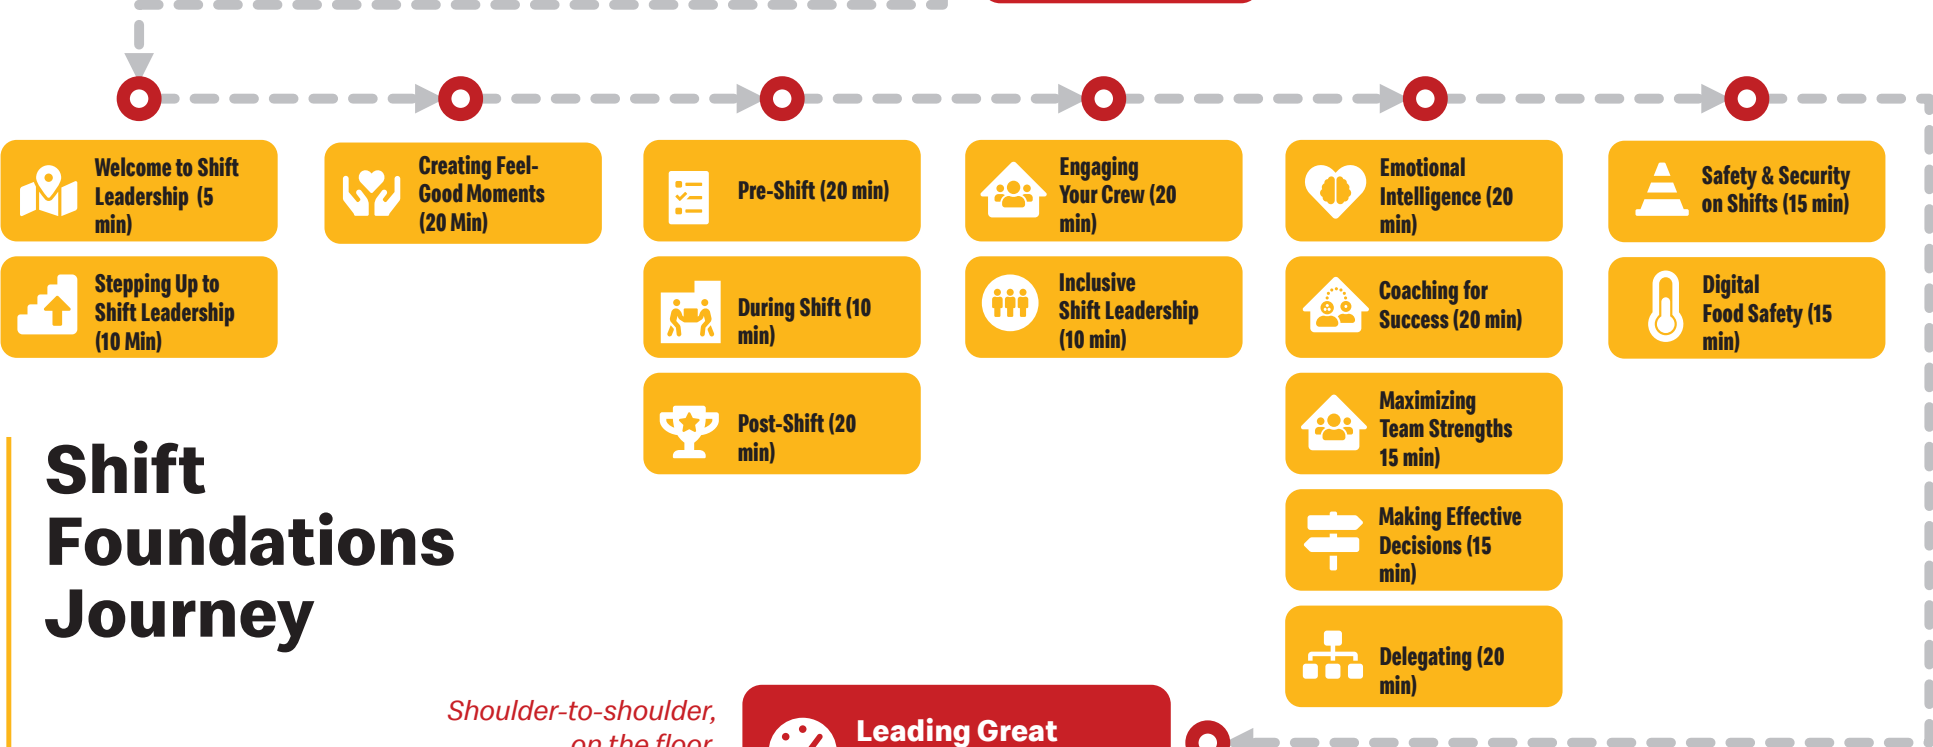 Welcome to Shift
Leadership (5
min)
Stepping Up to
Shift Leadership
(10 Min)
Creating Feel-
Good Moments
(20 Min)
Pre-Shift (20 min)
During Shift (10
min)
Post-Shift (20
min)
Engaging
Your Crew (20
min)
Inclusive
Shift Leadership
(10 min)
Emotional
Intelligence (20
min)
Coaching for
Success (20 min)
Maximizing
Team Strengths
15 min)
Making Effective
Decisions (15
min)
Delegating (20
min)
Safety & Security
on Shifts (15 min)
Digital
Food Safety (15
min)
Shift
Foundations
Journey
Shoulder-to-shoulder,
on the floor
Leading Great